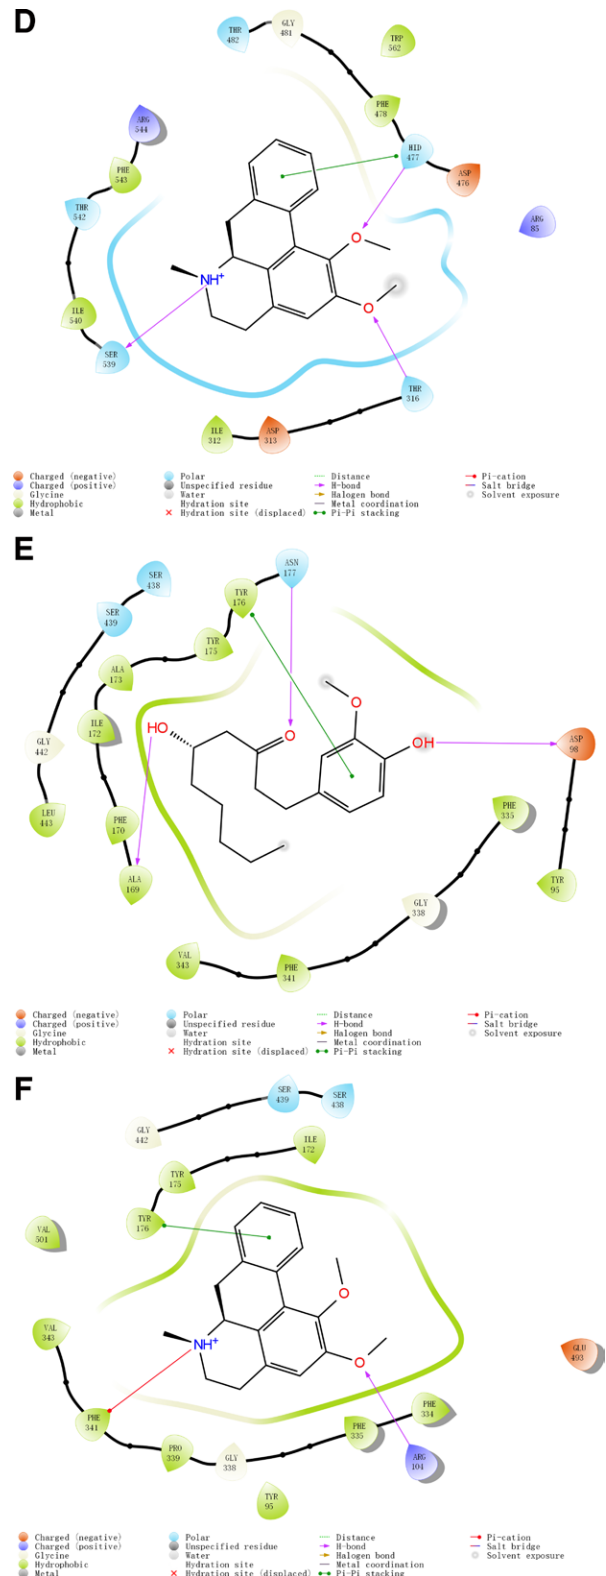 D
THR
482
GLY
481
TRP
562
PHE
478
ARG
544
HID
477
PHE
543
ASP
476
THR
542
ARG
85
O
O
NH+
ILE
540
SER
539
THR
316
ILE
312
ASP
313
Charged (negative)
Charged (positive)
Glycine
Hydrophobic
Metal
Polar
Unspecified residue
Water
Hydration site
Hydration site (displaced)
Distance
H-bond
Halogen bond
Metal coordination
Pi-Pi stacking
Pi-cation
Salt bridge
Solvent exposure
E
SER
438
ASN
177
TYR
176
SER
439
TYR
175
ALA
173
ILE
172
HO
O
O
OH
ASP
98
GLY
442
LEU
443
PHE
170
PHE
335
ALA
169
TYR
95
GLY
338
VAL
343
PHE
341
Charged (negative)
Charged (positive)
Glycine
Hydrophobic
Metal
Polar
Unspecified residue
Water
Hydration site
Hydration site (displaced)
Distance
H-bond
Halogen bond
Metal coordination
Pi-Pi stacking
Pi-cation
Salt bridge
Solvent exposure
F
SER
439
SER
438
GLY
442
ILE
172
TYR
175
TYR
176
VAL
501
O
O
NH+
VAL
343
GLU
493
PHE
341
PHE
334
PHE
335
PRO
339
GLY
338
ARG
104
TYR
95
Charged (negative)
Charged (positive)
Glycine
Hydrophobic
Metal
Polar
Unspecified residue
Water
Hydration site
Hydration site (displaced)
Distance
H-bond
Halogen bond
Metal coordination
Pi-Pi stacking
Pi-cation
Salt bridge
Solvent exposure